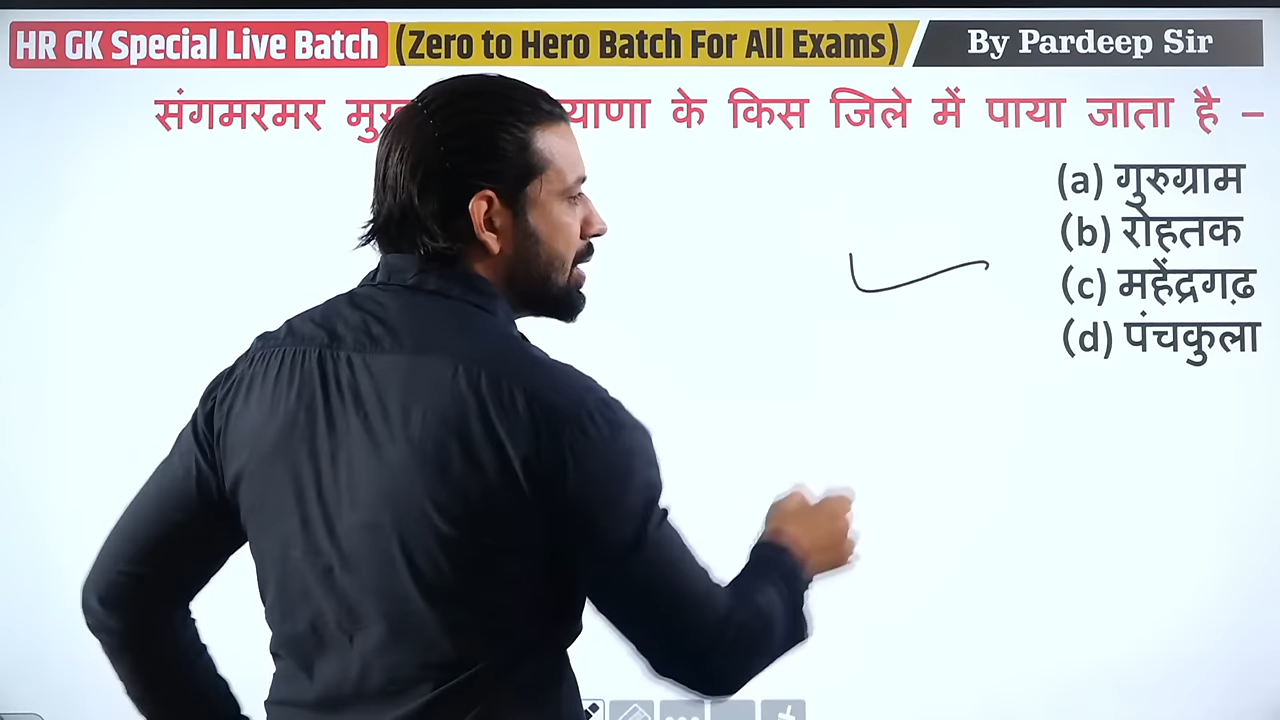 HR GK Special Live Batch (Zero to Hero Batch For All Exams) By Pardeep Sir
संगमरमर के किस जिले में पाया जाता है –
(a) गुरुग्राम
(b) रोहतक
(c) महेंद्रगढ़
(d) पंचकुला